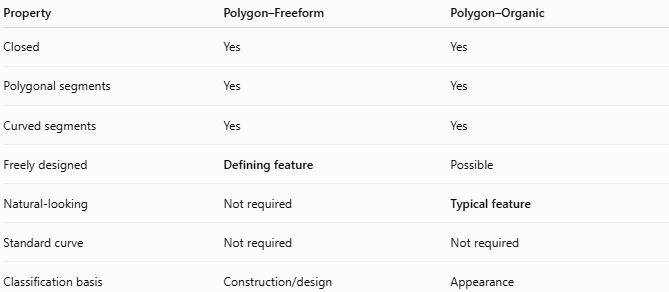 Property Polygon–Freeform Polygon–Organic
Closed Yes Yes
Polygonal segments Yes Yes
Curved segments Yes Yes
Freely designed Defining feature Possible
Natural-looking Not required Typical feature
Standard curve Not required Not required
Classification basis Construction/design Appearance